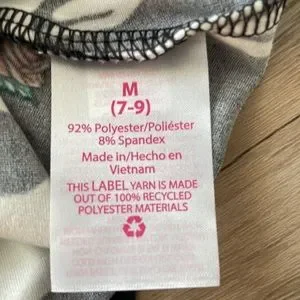 M
(7-9)
92% Polyester/Poliéster
8% Spandex
Made in/Hecho en
Vietnam
THIS LABEL YARN IS MADE
OUT OF 100% RECYCLED
POLYESTER MATERIALS